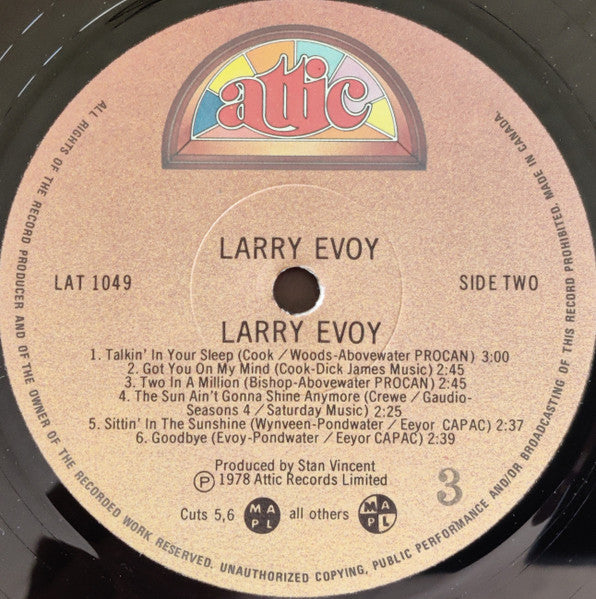 attic
LARRY EVOY
LAT 1049
SIDE TWO
LARRY EVOY
1. Talkin' In Your Sleep (Cook / Woods-Abovewater PROCAN) 3:00
2. Got You On My Mind (Cook-Dick James Music) 2:45
3. Two In A Million (Bishop-Abovewater PROCAN) 2:45
4. The Sun Ain't Gonna Shine Anymore (Crewe / Gaudio-
Seasons 4 / Saturday Music) 2:25
5. Sittin' In The Sunshine (Wynveen-Pondwater / Eeyor CAPAC) 2:37
6. Goodbye (Evoy-Pondwater / Eeyor CAPAC) 2:39
Produced by Stan Vincent
Ⓟ 1978 Attic Records Limited
3
Cuts 5,6 MAPL all others MAPL
ALL RIGHTS OF THE RECORD PRODUCER AND OF THE OWNER OF THE RECORDED WORK RESERVED. UNAUTHORIZED COPYING, PUBLIC PERFORMANCE AND/OR BROADCASTING OF THIS RECORD PROHIBITED. MADE IN CANADA.